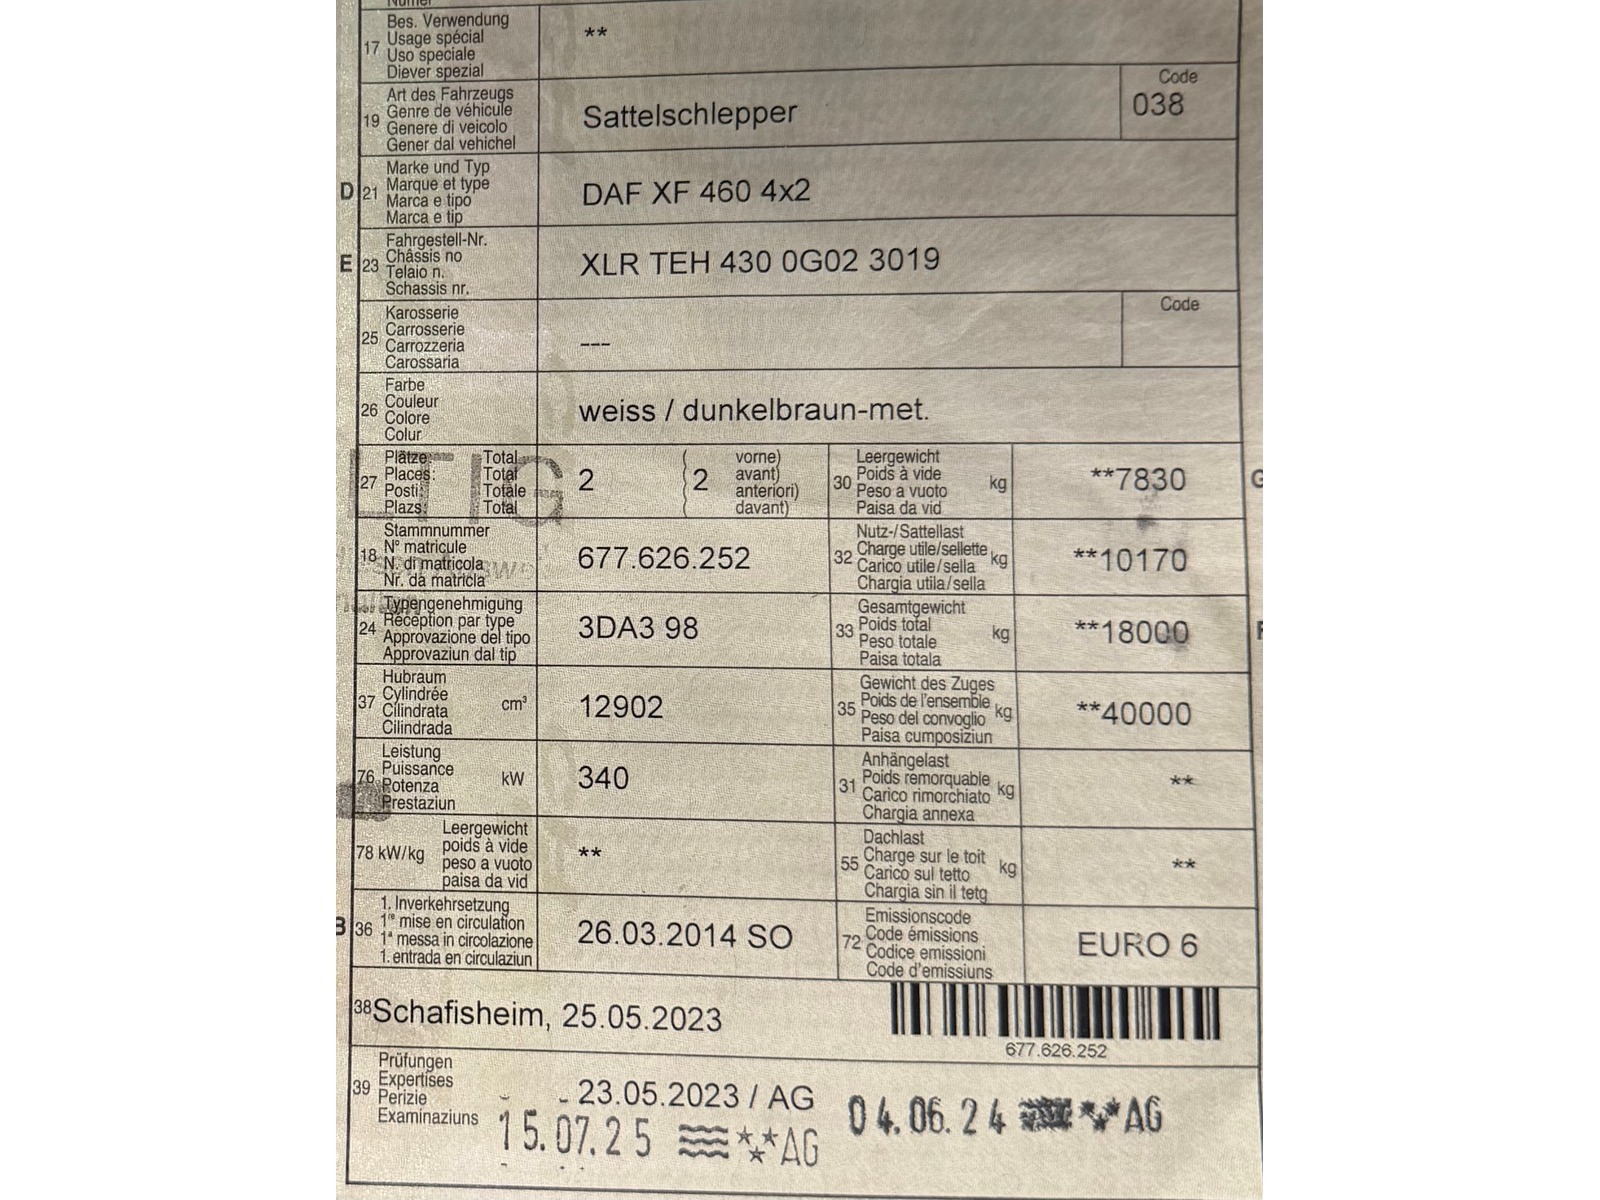 17 Bes. Verwendung
Usage spécial
Uso speciale
Diever spezial
**
19 Art des Fahrzeugs
Genre de véhicule
Genere di veicolo
Gener dal vehichel
Sattelschlepper
Code
038
D 21 Marke und Typ
Marque et type
Marca e tipo
Marca e tip
DAF XF 460 4x2
E 23 Fahrgestell-Nr.
Châssis no
Telaio n.
Schassis nr.
XLR TEH 430 0G02 3019
25 Karosserie
Carrosserie
Carrozzeria
Carossaria
---
Code
26 Farbe
Couleur
Colore
Colur
weiss / dunkelbraun-met.
27 Plätze: Total
Places: Total
Posti: Totale
Plazs: Total
2 (2 vorne)
avant)
anteriori)
davant)
30 Leergewicht
Poids à vide
Peso a vuoto
Paisa da vid
kg
**7830
18 Stammnummer
N° matricule
N. di matricola
Nr. da matricla
677.626.252
32 Nutz-/Sattellast
Charge utile/sellette
Carico utile/sella
Chargia utila/sella
kg
**10170
24 Typengenehmigung
Réception par type
Approvazione del tipo
Approvaziun dal tip
3DA3 98
33 Gesamtgewicht
Poids total
Peso totale
Paisa totala
kg
**18000
37 Hubraum
Cylindrée
Cilindrata
Cilindrada
cm³
12902
35 Gewicht des Zuges
Poids de l'ensemble
Peso del convoglio
Paisa cumposiziun
kg
**40000
76 Leistung
Puissance
Potenza
Prestaziun
kW
340
31 Anhängelast
Poids remorquable
Carico rimorchiato
Chargia annexa
kg
**
78 kW/kg
Leergewicht
poids à vide
peso a vuoto
paisa da vid
**
55 Dachlast
Charge sur le toit
Carico sul tetto
Chargia sin il tetg
kg
**
B 36 1. Inverkehrsetzung
1re mise en circulation
1a messa in circolazione
1. entrada en circulaziun
26.03.2014 SO
72 Emissionscode
Code émissions
Codice emissioni
Code d'emissiuns
EURO 6
38 Schafisheim, 25.05.2023
677.626.252
39 Prüfungen
Expertises
Perizie
Examinaziuns
23.05.2023 / AG
04.06.24 AG
15.07.25 AG